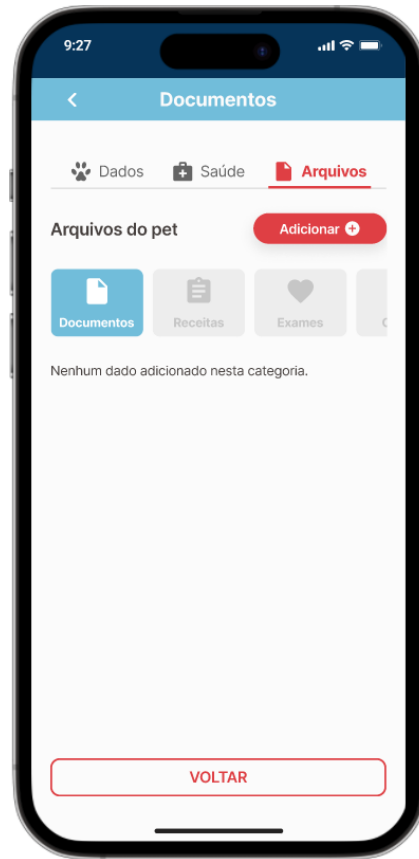 9:27
Documentos
Dados Saúde Arquivos
Arquivos do pet Adicionar
Documentos Receitas Exames
Nenhum dado adicionado nesta categoria.
VOLTAR